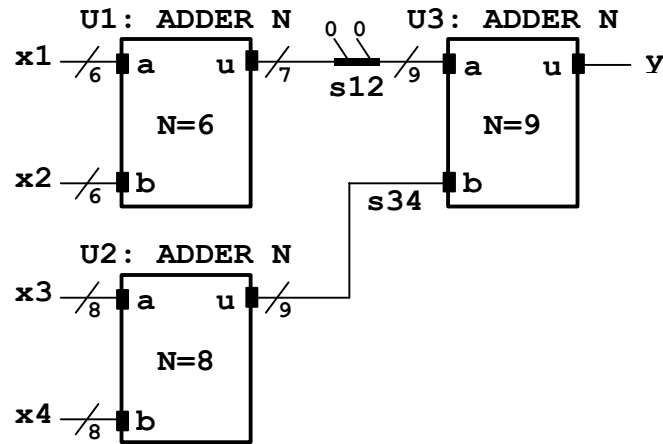 U1: ADDER N
0 0
U3: ADDER N
x1
6
a
u
7
s12
9
a
u
y
N=6
N=9
x2
6
b
s34
b
U2: ADDER N
x3
8
a
u
9
N=8
x4
8
b